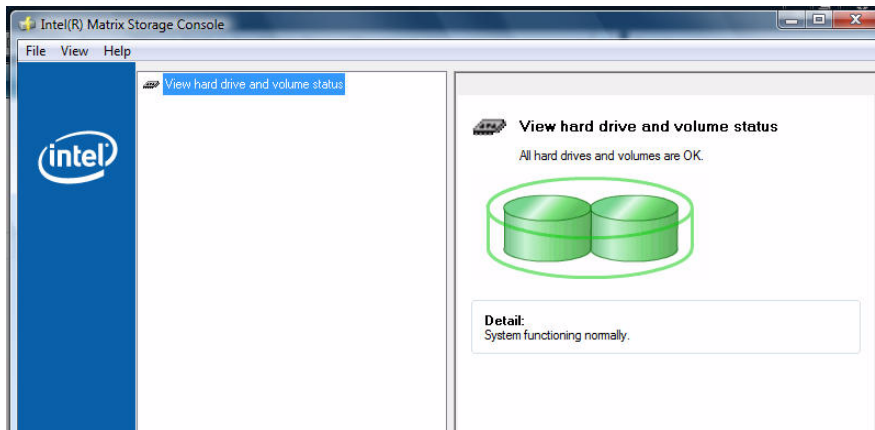 Intel(R) Matrix Storage Console
File View Help
View hard drive and volume status
intel
View hard drive and volume status
All hard drives and volumes are OK.
Detail:
System functioning normally.